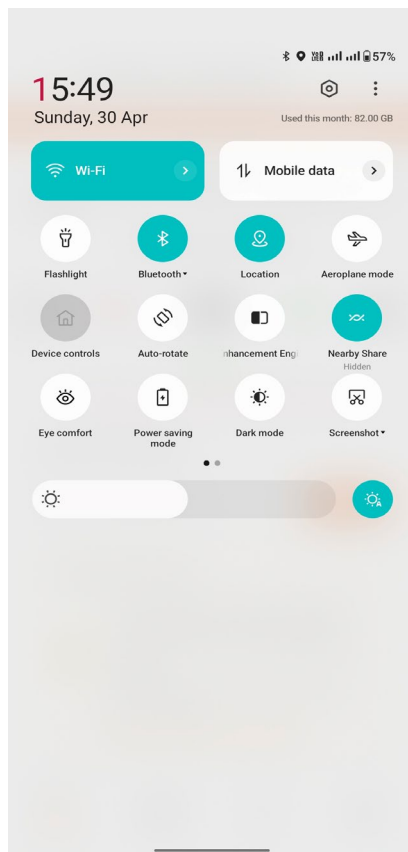 57%
15:49
Sunday, 30 Apr
Used this month: 82.00 GB
Wi-Fi
Mobile data
Flashlight
Bluetooth
Location
Aeroplane mode
Device controls
Auto-rotate
nhancement Eng
Nearby Share
Hidden
Eye comfort
Power saving
mode
Dark mode
Screenshot